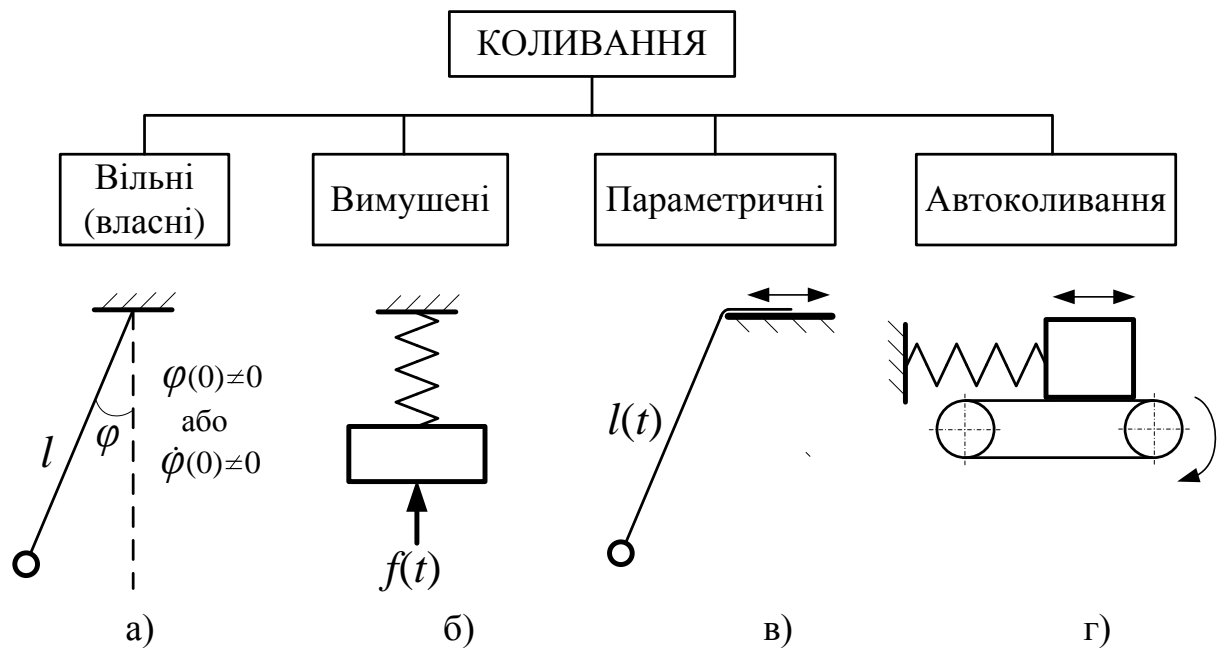 КОЛИВАННЯ
Вільні
(власні)
Вимушені
Параметричні
Автоколивання
φ(0)≠0
або
φ̇(0)≠0
φ
l
f(t)
l(t)
а)
б)
в)
г)